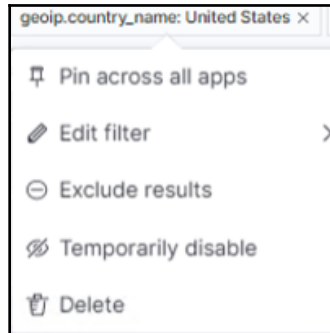 geoip.country_name: United States ×
Pin across all apps
Edit filter
Exclude results
Temporarily disable
Delete